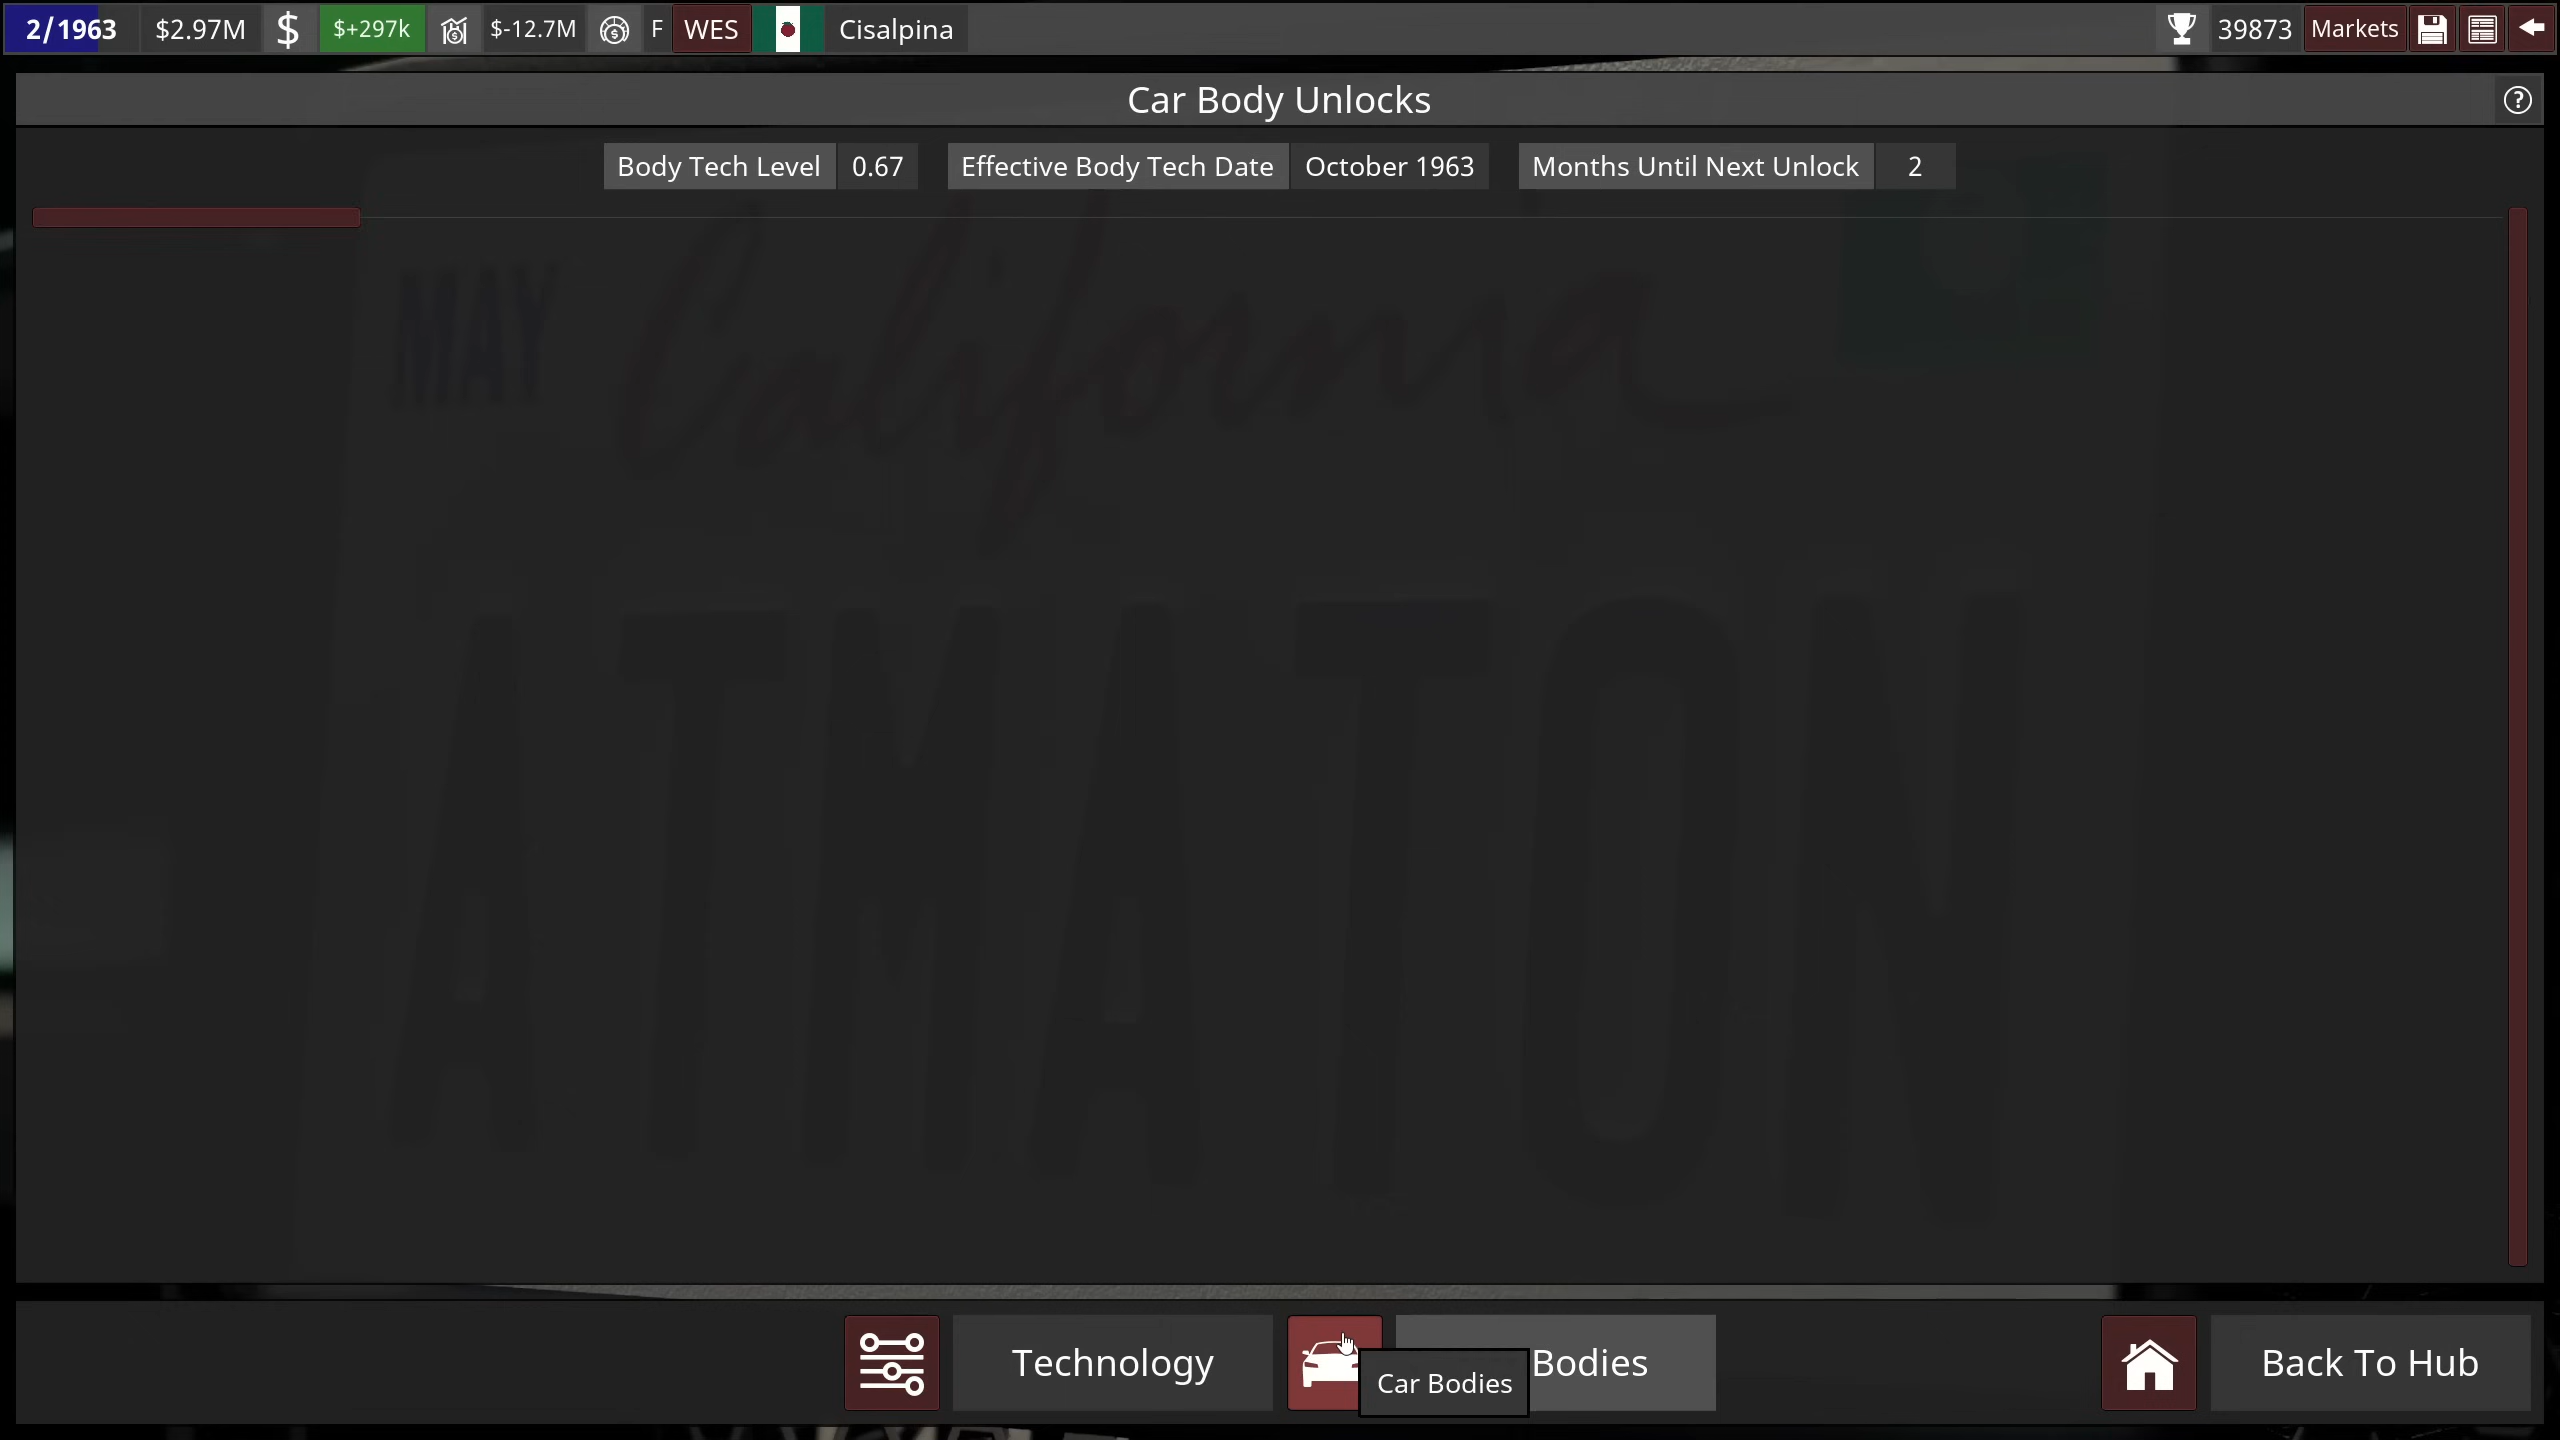 2/1963 $2.97M $ $+297k $-12.7M F WES Cisalpina 39873 Markets
Car Body Unlocks ?
Body Tech Level 0.67 Effective Body Tech Date October 1963 Months Until Next Unlock 2
MAY California
ATMATON
Technology Bodies Back To Hub
Car Bodies